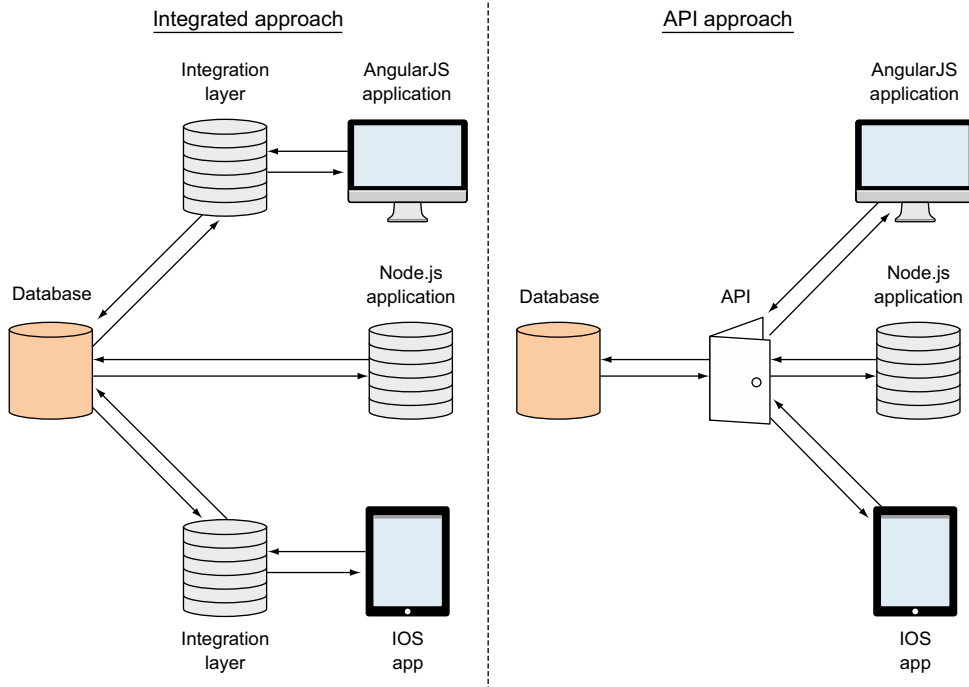 Integrated approach
Integration
layer
AngularJS
application
Database
Node.js
application
Integration
layer
IOS
app
API approach
AngularJS
application
Database
API
Node.js
application
IOS
app